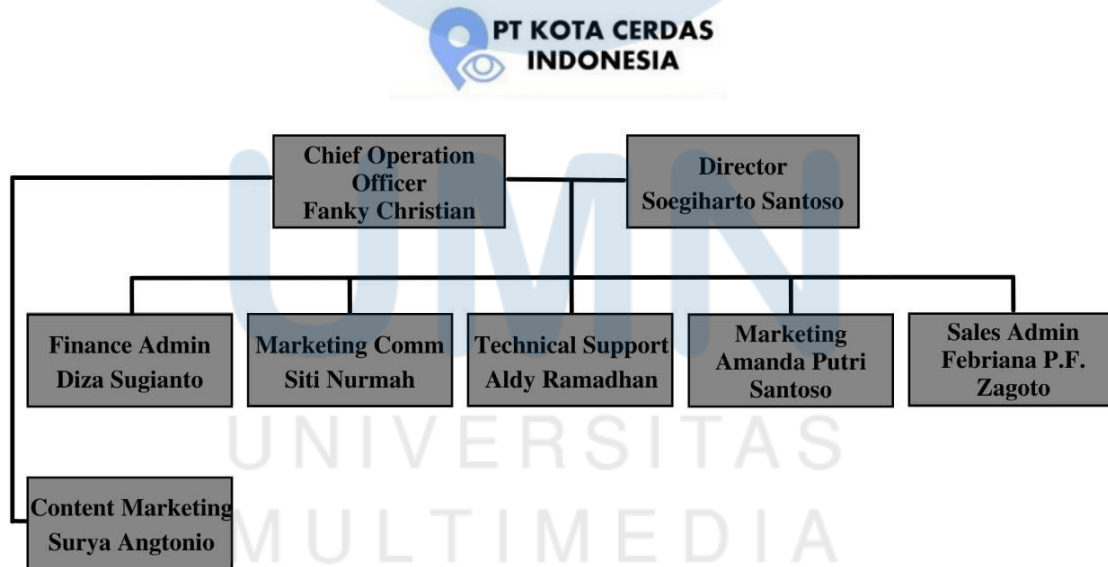 PT KOTA CERDAS
INDONESIA
Chief Operation
Officer
Fanky Christian
Director
Soegiharto Santoso
Finance Admin
Diza Sugianto
Marketing Comm
Siti Nurmah
Technical Support
Aldy Ramadhan
Marketing
Amanda Putri
Santoso
Sales Admin
Febriana P.F.
Zagoto
Content Marketing
Surya Angtonio
UMN
UNIVERSITAS
MULTIMEDIA